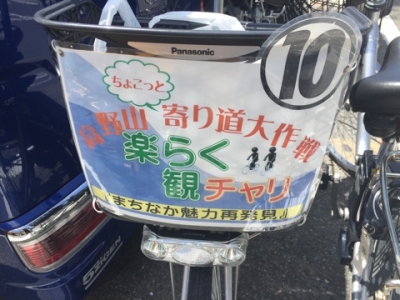 Panasonic
10
ちょこっと
高野山 寄り道大作戦
楽らく
観チャリ
『まちなか魅力再発見』